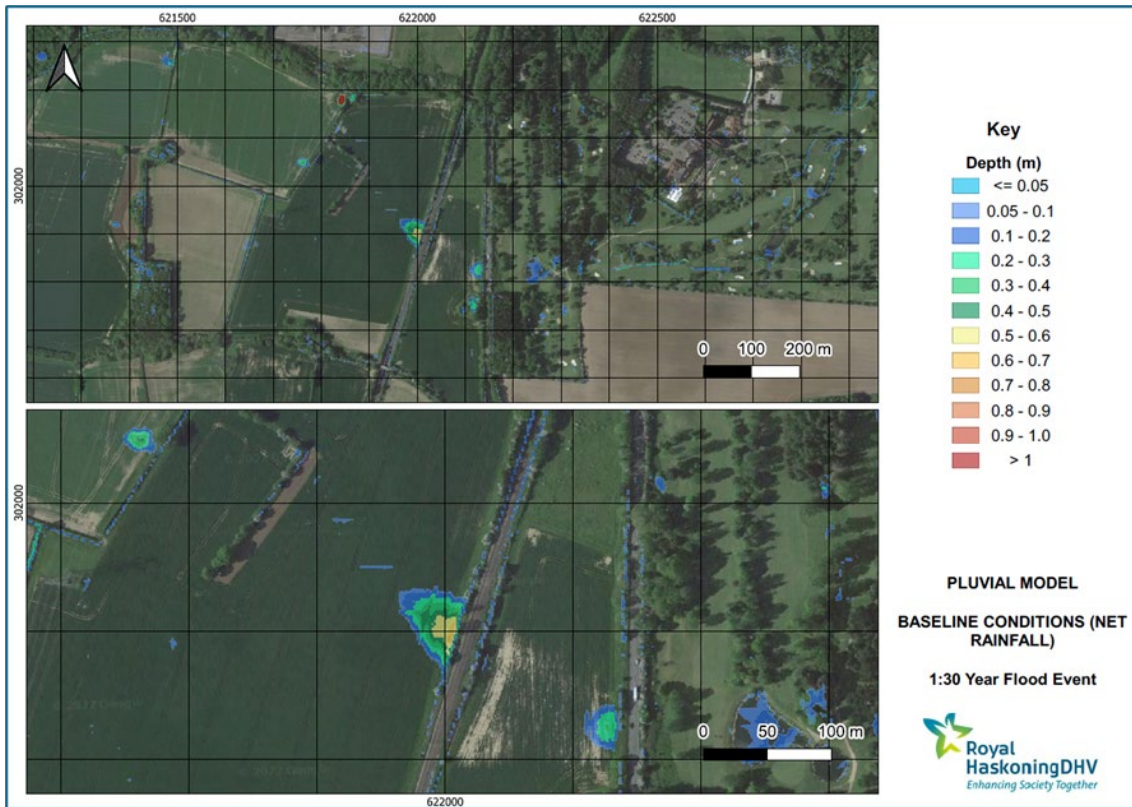 621500
622000
622500
302000
0 100 200 m
302000
0 50 100 m
622000
Key
Depth (m)
<= 0.05
0.05 - 0.1
0.1 - 0.2
0.2 - 0.3
0.3 - 0.4
0.4 - 0.5
0.5 - 0.6
0.6 - 0.7
0.7 - 0.8
0.8 - 0.9
0.9 - 1.0
> 1
PLUVIAL MODEL
BASELINE CONDITIONS (NET
RAINFALL)
1:30 Year Flood Event
Royal
HaskoningDHV
Enhancing Society Together